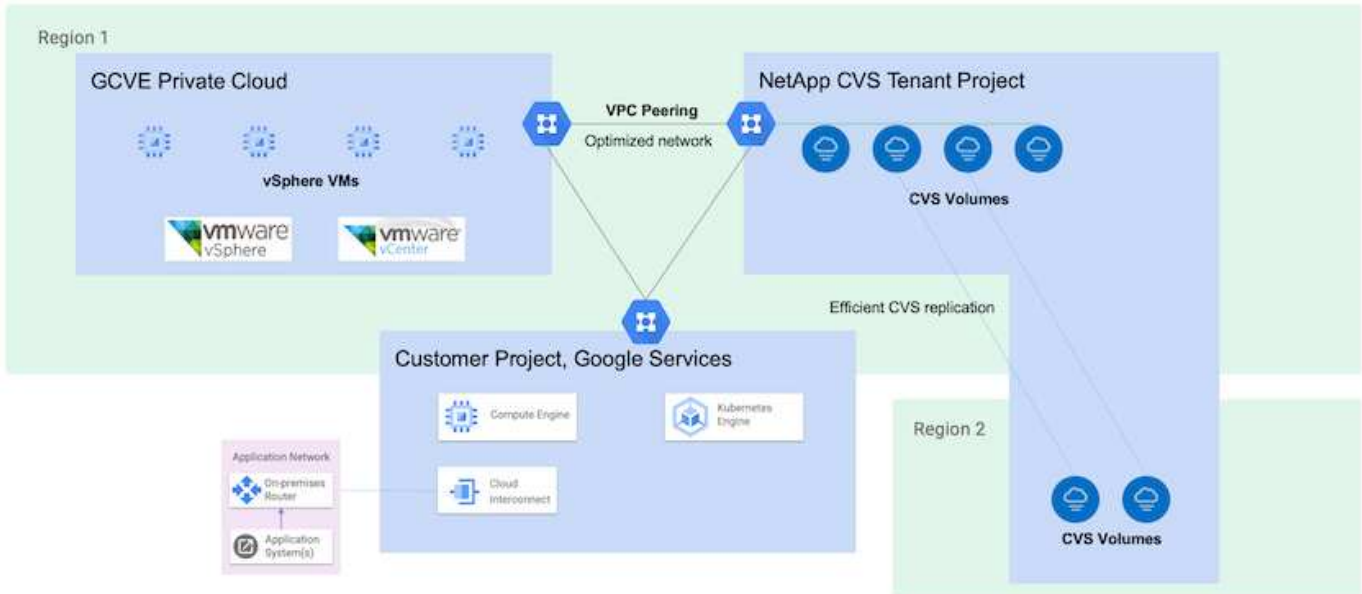 Region 1
GCVE Private Cloud
NetApp CVS Tenant Project
VPC Peering
Optimized network
vSphere VMs
CVS Volumes
vmware
vSphere
vmware
vCenter
Efficient CVS replication
Customer Project, Google Services
Compute Engine
Kubernetes
Engine
Region 2
Application Network
On-premises
Router
Cloud
Interconnect
Application
System(s)
CVS Volumes